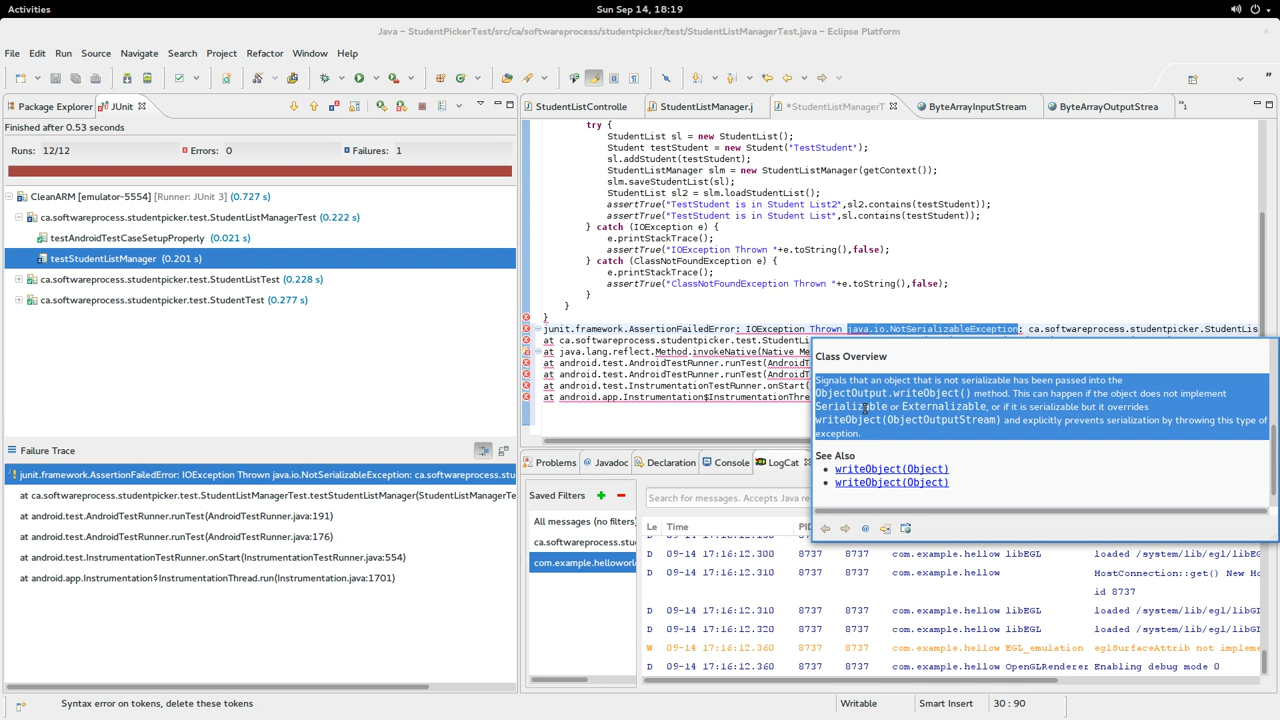 Activities
Sun Sep 14, 18:19
Java – StudentPickerTest/src/ca/softwareprocess/studentpicker/test/StudentListManagerTest.java – Eclipse Platform
File Edit Run Source Navigate Search Project Refactor Window Help
Package Explorer JUnit
StudentListControlle StudentListManager.j *StudentListManagerT ByteArrayInputStream ByteArrayOutputStrea »1
Finished after 0.53 seconds
Runs: 12/12 Errors: 0 Failures: 1
CleanARM [emulator-5554] [Runner: JUnit 3] (0.727 s)
ca.softwareprocess.studentpicker.test.StudentListManagerTest (0.222 s)
testAndroidTestCaseSetupProperly (0.021 s)
testStudentListManager (0.201 s)
ca.softwareprocess.studentpicker.test.StudentListTest (0.228 s)
ca.softwareprocess.studentpicker.test.StudentTest (0.277 s)
try {
StudentList sl = new StudentList();
Student testStudent = new Student("TestStudent");
sl.addStudent(testStudent);
StudentListManager slm = new StudentListManager(getContext());
slm.saveStudentList(sl);
StudentList sl2 = slm.loadStudentList();
assertTrue("TestStudent is in Student List2",sl2.contains(testStudent));
assertTrue("TestStudent is in Student List",sl.contains(testStudent));
} catch (IOException e) {
e.printStackTrace();
assertTrue("IOException Thrown "+e.toString(),false);
} catch (ClassNotFoundException e) {
e.printStackTrace();
assertTrue("ClassNotFoundException Thrown "+e.toString(),false);
}
}
}
junit.framework.AssertionFailedError: IOException Thrown java.io.NotSerializableException: ca.softwareprocess.studentpicker.StudentLis
at ca.softwareprocess.studentpicker.test.StudentLi
at java.lang.reflect.Method.invokeNative(Native Me
at android.test.AndroidTestRunner.runTest(AndroidT
at android.test.AndroidTestRunner.runTest(AndroidT
at android.test.InstrumentationTestRunner.onStart(
at android.app.Instrumentation$InstrumentationThre
Class Overview
Signals that an object that is not serializable has been passed into the
ObjectOutput.writeObject() method. This can happen if the object does not implement
Serializable or Externalizable, or if it is serializable but it overrides
writeObject(ObjectOutputStream) and explicitly prevents serialization by throwing this type of
exception.
See Also
writeObject(Object)
writeObject(Object)
Failure Trace
junit.framework.AssertionFailedError: IOException Thrown java.io.NotSerializableException: ca.softwareprocess.stu
at ca.softwareprocess.studentpicker.test.StudentListManagerTest.testStudentListManager(StudentListManagerTest
at android.test.AndroidTestRunner.runTest(AndroidTestRunner.java:191)
at android.test.AndroidTestRunner.runTest(AndroidTestRunner.java:176)
at android.test.InstrumentationTestRunner.onStart(InstrumentationTestRunner.java:554)
at android.app.Instrumentation$InstrumentationThread.run(Instrumentation.java:1701)
Problems Javadoc Declaration Console LogCat
Saved Filters
All messages (no filters)
ca.softwareprocess.stu
com.example.helloworl
Search for messages. Accepts Java re
Le Time PID
D 09-14 17:16:12.300 8737 8737 com.example.hellow libEGL loaded /system/lib/egl/libG
D 09-14 17:16:12.310 8737 8737 com.example.hellow HostConnection::get() New Ho
id 8737
D 09-14 17:16:12.310 8737 8737 com.example.hellow libEGL loaded /system/lib/egl/libG
D 09-14 17:16:12.320 8737 8737 com.example.hellow libEGL loaded /system/lib/egl/libG
W 09-14 17:16:12.360 8737 8737 com.example.hellow EGL_emulation eglSurfaceAttrib not impleme
D 09-14 17:16:12.360 8737 8737 com.example.hellow OpenGLRenderer Enabling debug mode 0
Syntax error on tokens, delete these tokens
Writable Smart Insert 30 : 90